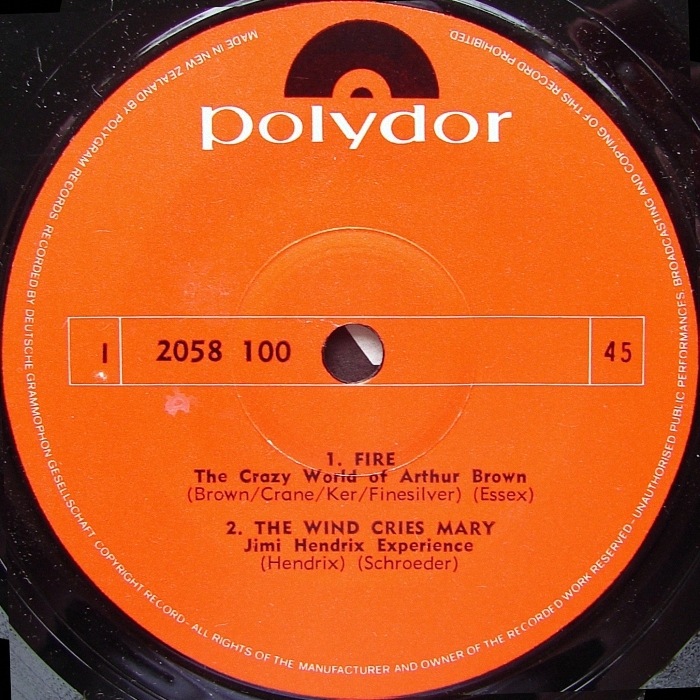 polydor
I 2058 100 45
1. FIRE
The Crazy World of Arthur Brown
(Brown/Crane/Ker/Finesilver) (Essex)
2. THE WIND CRIES MARY
Jimi Hendrix Experience
(Hendrix) (Schroeder)
MADE IN NEW ZEALAND BY POLYGRAM RECORDS. RECORDED BY DEUTSCHE GRAMMOPHON GESELLSCHAFT COPYRIGHT RECORD - ALL RIGHTS OF THE MANUFACTURER AND OWNER OF THE RECORDED WORK RESERVED - UNAUTHORISED PUBLIC PERFORMANCES, BROADCASTING AND COPYING OF THIS RECORD PROHIBITED